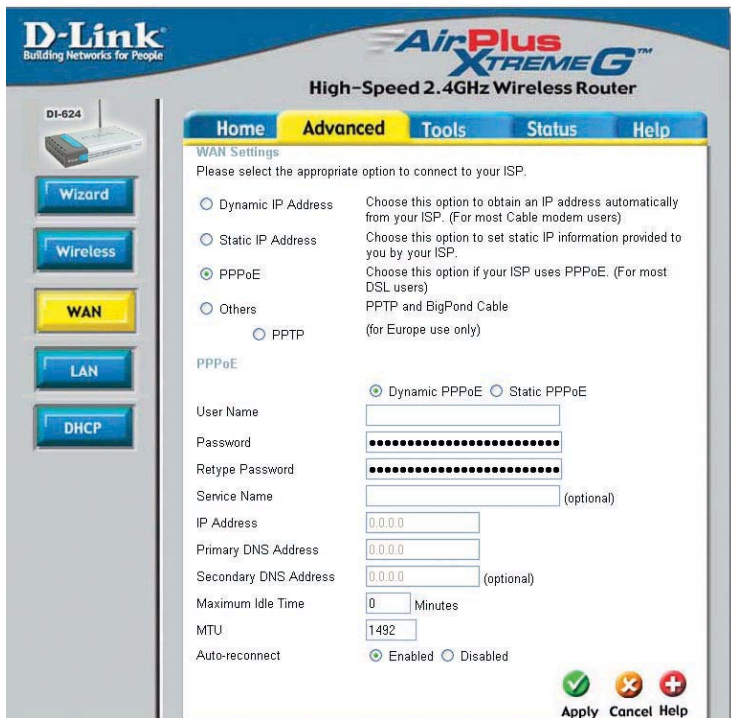 D-Link
Building Networks for People
AirPlus
XTREME G™
High-Speed 2.4GHz Wireless Router
DI-624
Home Advanced Tools Status Help
Wizard
Wireless
WAN
LAN
DHCP
WAN Settings
Please select the appropriate option to connect to your ISP.
Dynamic IP Address Choose this option to obtain an IP address automatically
from your ISP. (For most Cable modem users)
Static IP Address Choose this option to set static IP information provided to
you by your ISP.
PPPoE Choose this option if your ISP uses PPPoE. (For most
DSL users)
Others PPTP and BigPond Cable
PPTP (for Europe use only)
PPPoE
Dynamic PPPoE Static PPPoE
User Name
Password ●●●●●●●●●●●●●●●●●●●●●●●●●
Retype Password ●●●●●●●●●●●●●●●●●●●●●●●●●
Service Name (optional)
IP Address 0.0.0.0
Primary DNS Address 0.0.0.0
Secondary DNS Address 0.0.0.0 (optional)
Maximum Idle Time 0 Minutes
MTU 1492
Auto-reconnect Enabled Disabled
Apply Cancel Help